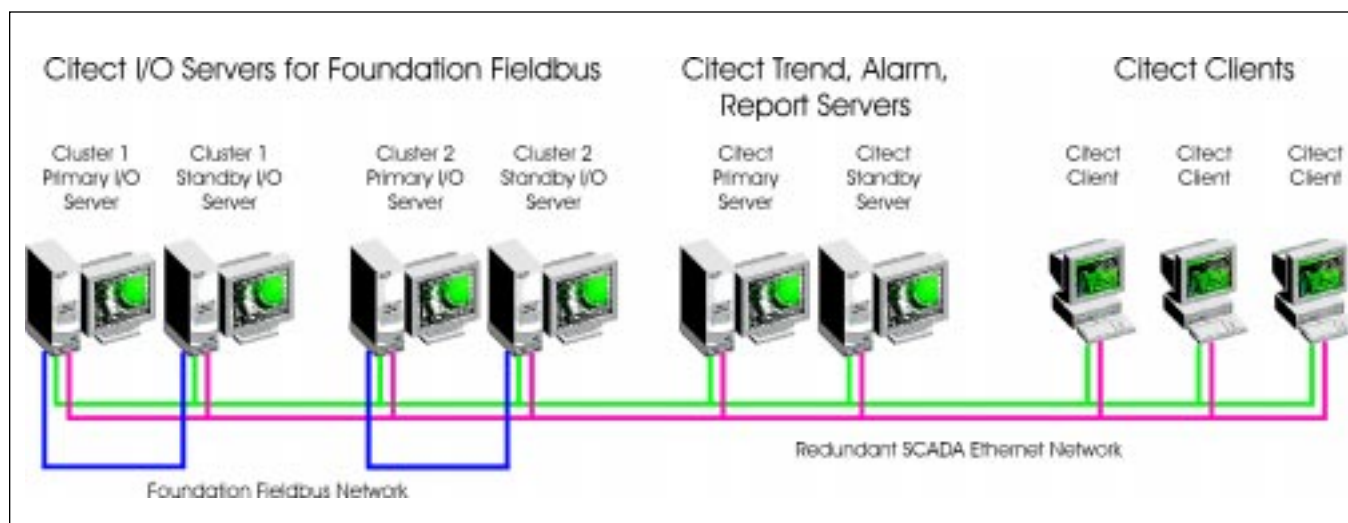 Citect I/O Servers for Foundation Fieldbus
Citect Trend, Alarm,
Report Servers
Citect Clients
Cluster 1
Primary I/O
Server
Cluster 1
Standby I/O
Server
Cluster 2
Primary I/O
Server
Cluster 2
Standby I/O
Server
Citect
Primary
Server
Citect
Standby
Server
Citect
Client
Citect
Client
Citect
Client
Redundant SCADA Ethernet Network
Foundation Fieldbus Network